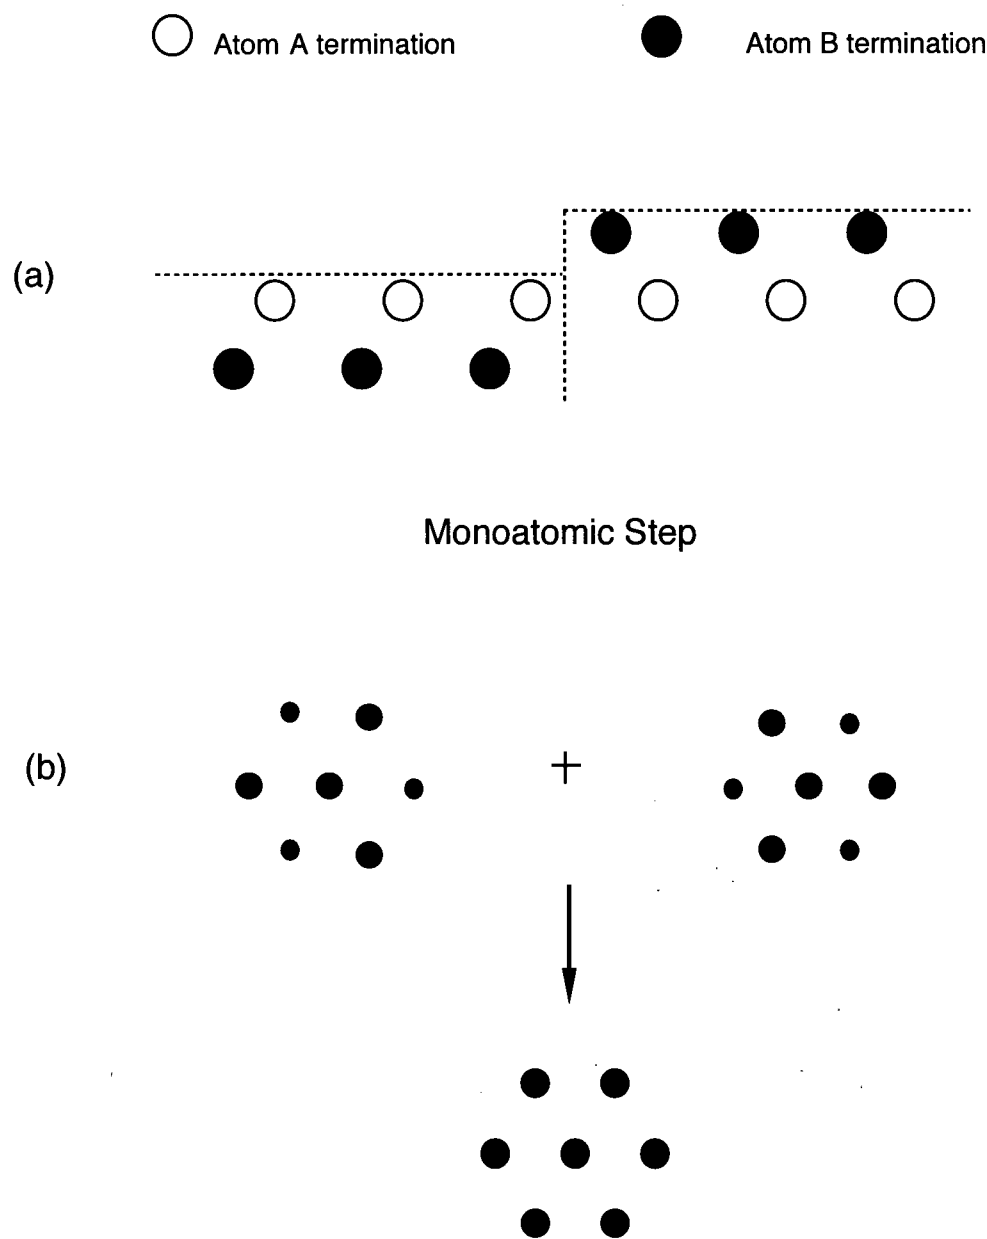 Atom A termination
Atom B termination
(a)
Monoatomic Step
(b)
+